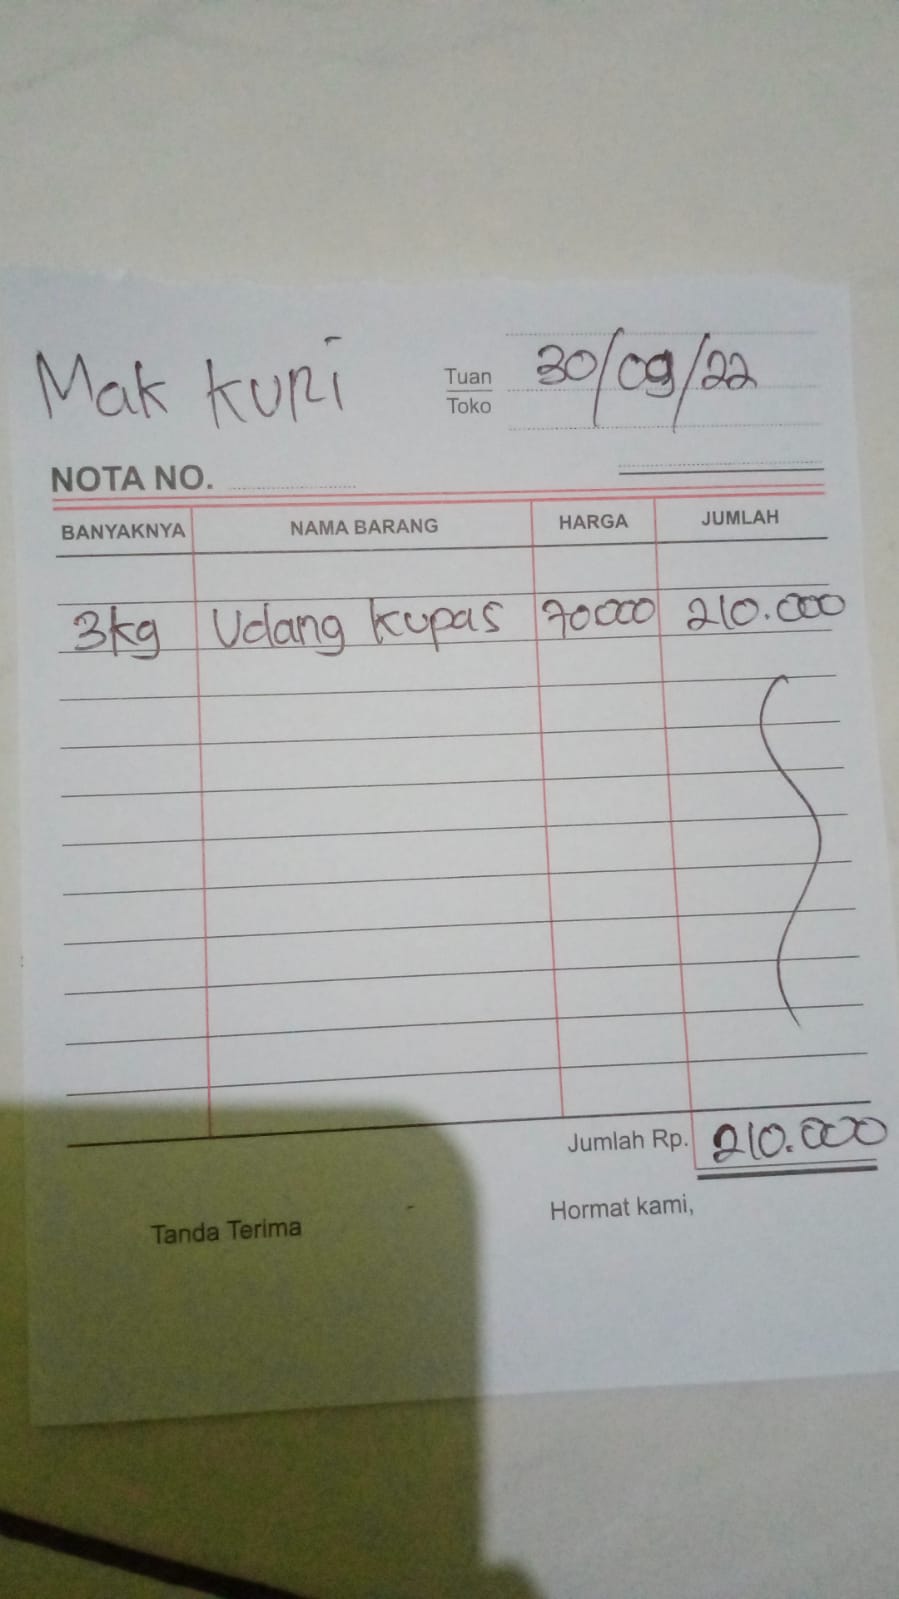 Mak kuri
Tuan
Toko
30/09/22
NOTA NO.
BANYAKNYA NAMA BARANG HARGA JUMLAH
3kg Udang kupas 70000 210.000
Jumlah Rp. 210.000
Tanda Terima
Hormat kami,